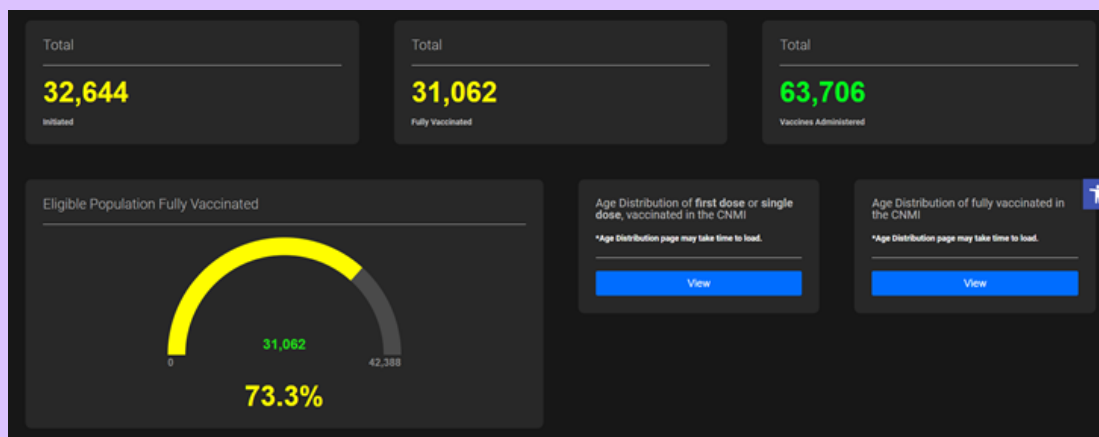 Total
32,644
Initiated
Total
31,062
Fully Vaccinated
Total
63,706
Vaccines Administered
Eligible Population Fully Vaccinated
31,062
0
42,388
73.3%
Age Distribution of first dose or single
dose, vaccinated in the CNMI
*Age Distribution page may take time to load.
View
Age Distribution of fully vaccinated in
the CNMI
*Age Distribution page may take time to load.
View